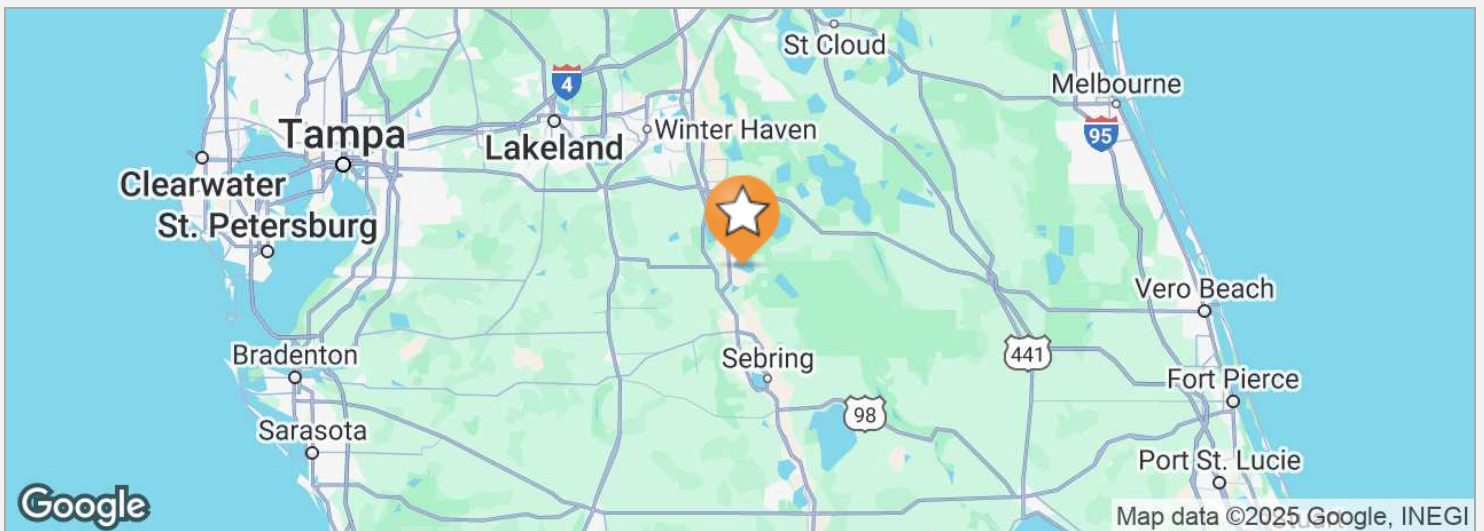 St Cloud
Melbourne
4
Tampa
Lakeland
Winter Haven
95
Clearwater
St. Petersburg
Vero Beach
Bradenton
Sebring
441
Fort Pierce
98
Sarasota
Port St. Lucie
Google
Map data ©2025 Google, INEGI